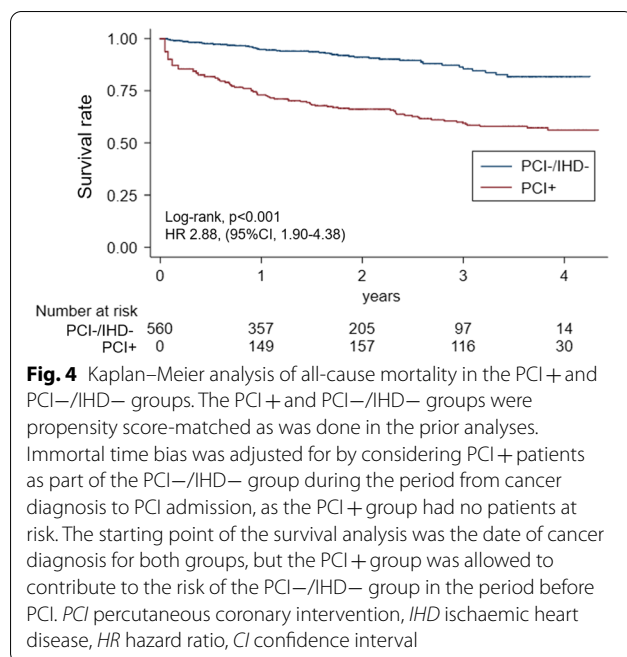 1.00
0.75
0.50
0.25
0.00
Survival rate
PCI-/IHD-
PCI+
Log-rank, p<0.001
HR 2.88, (95%CI, 1.90-4.38)
0 1 2 3 4
years
Number at risk
PCI-/IHD- 560 357 205 97 14
PCI+ 0 149 157 116 30
Fig. 4 Kaplan–Meier analysis of all-cause mortality in the PCI+ and
PCI−/IHD− groups. The PCI+ and PCI−/IHD− groups were
propensity score-matched as was done in the prior analyses.
Immortal time bias was adjusted for by considering PCI+ patients
as part of the PCI−/IHD− group during the period from cancer
diagnosis to PCI admission, as the PCI+ group had no patients at
risk. The starting point of the survival analysis was the date of cancer
diagnosis for both groups, but the PCI+ group was allowed to
contribute to the risk of the PCI−/IHD− group in the period before
PCI. PCI percutaneous coronary intervention, IHD ischaemic heart
disease, HR hazard ratio, CI confidence interval